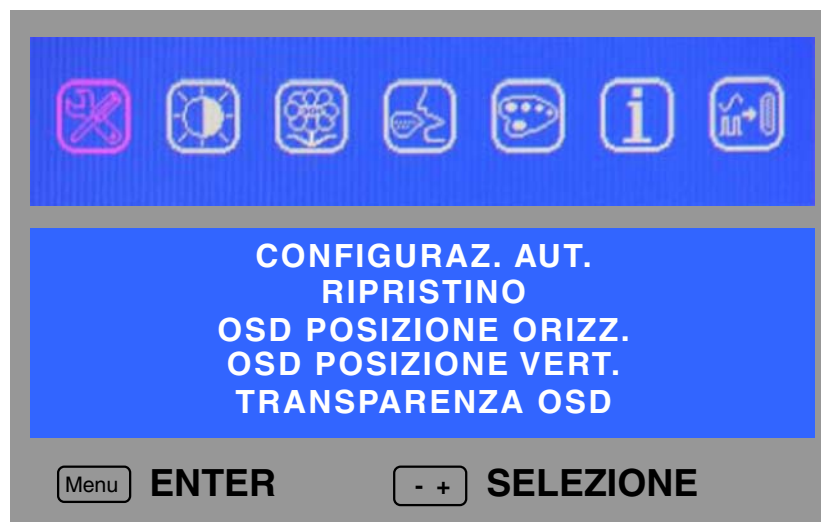 CONFIGURAZ. AUT.
RIPRISTINO
OSD POSIZIONE ORIZZ.
OSD POSIZIONE VERT.
TRANSPARENZA OSD
Menu ENTER - + SELEZIONE